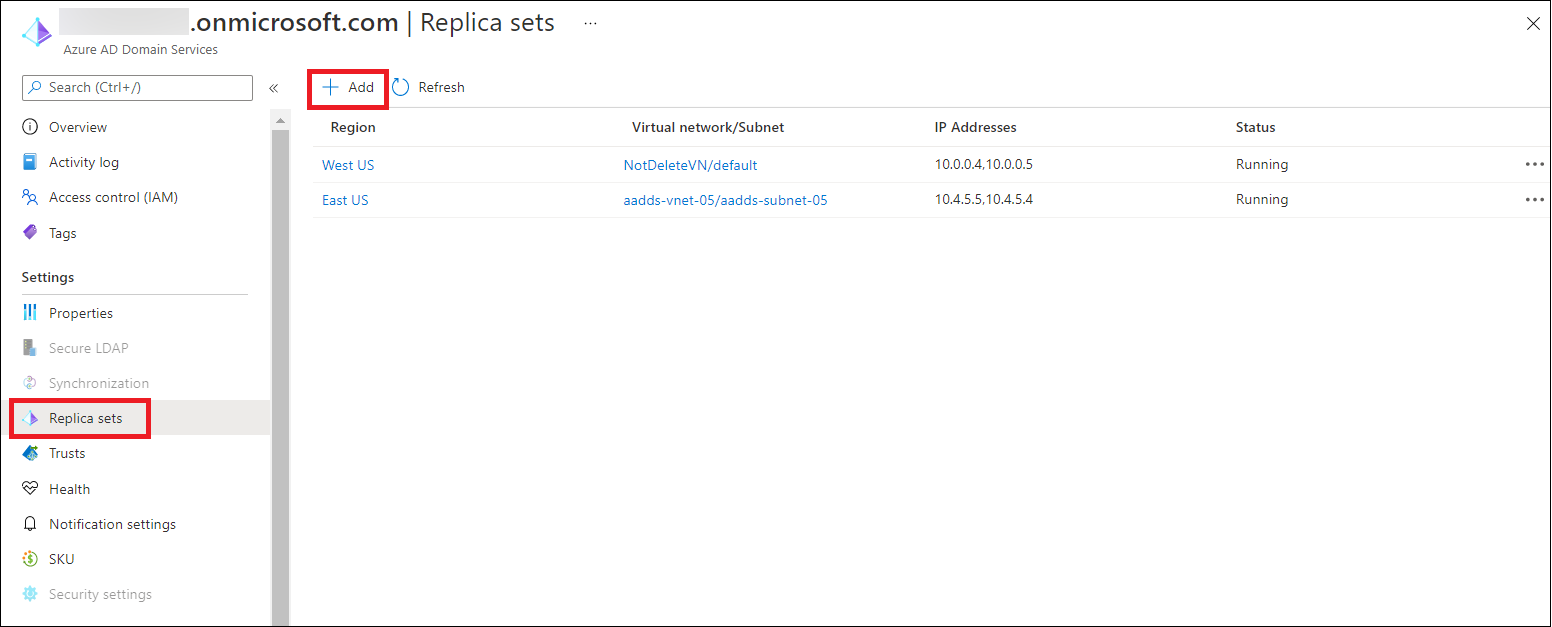 .onmicrosoft.com | Replica sets ...
Azure AD Domain Services
Search (Ctrl+/) «
Add Refresh
Overview
Activity log
Access control (IAM)
Tags
Settings
Properties
Secure LDAP
Synchronization
Replica sets
Trusts
Health
Notification settings
SKU
Security settings
Region Virtual network/Subnet IP Addresses Status
West US NotDeleteVN/default 10.0.0.4,10.0.0.5 Running ...
East US aadds-vnet-05/aadds-subnet-05 10.4.5.5,10.4.5.4 Running ...